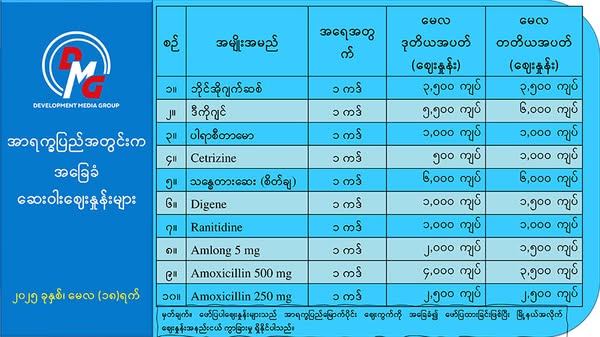 DMG
DEVELOPMENT MEDIA GROUP
အာရက္ခပြည်အတွင်းက
အခြေခံ
ဆေးဝါးဈေးနှုန်းများ
၂၀၂၅ ခုနှစ်၊ မေလ (၁၈)ရက်
စဉ် အမျိုးအမည် အရေအတွက် မေလ ဒုတိယအပတ် (ဈေးနှုန်း) မေလ တတိယအပတ် (ဈေးနှုန်း)
၁။ ဘိုင်အိုဂျက်ဆစ် ၁ ကဒ် ၃,၅၀၀ ကျပ် ၃,၅၀၀ ကျပ်
၂။ ဒီကိုဂျင် ၁ ကဒ် ၅,၅၀၀ ကျပ် ၆,၀၀၀ ကျပ်
၃။ ပါရာစီတာမော ၁ ကဒ် ၁,၀၀၀ ကျပ် ၁,၀၀၀ ကျပ်
၄။ Cetrizine ၁ ကဒ် ၅၀၀ ကျပ် ၁,၀၀၀ ကျပ်
၅။ သန္ဓေတားဆေး (စိတ်ချ) ၁ ကဒ် ၆,၀၀၀ ကျပ် ၆,၀၀၀ ကျပ်
၆။ Digene ၁ ကဒ် ၁,၀၀၀ ကျပ် ၁,၅၀၀ ကျပ်
၇။ Ranitidine ၁ ကဒ် ၁,၀၀၀ ကျပ် ၁,၀၀၀ ကျပ်
၈။ Amlong 5 mg ၁ ကဒ် ၂,၀၀၀ ကျပ် ၁,၅၀၀ ကျပ်
၉။ Amoxicillin 500 mg ၁ ကဒ် ၄,၀၀၀ ကျပ် ၃,၅၀၀ ကျပ်
၁၀။ Amoxicillin 250 mg ၁ ကဒ် ၂,၅၀၀ ကျပ် ၂,၅၀၀ ကျပ်
မှတ်ချက်။ ဖော်ပြပါဈေးနှုန်းများသည် အာရက္ခပြည်မြောက်ပိုင်း ဈေးကွက်ကို အခြေခံ၍ ဖော်ပြထားခြင်းဖြစ်ပြီး မြို့နယ်အလိုက်
ဈေးနှုန်းအနည်းငယ် ကွာခြားမှု ရှိနိုင်ပါသည်။